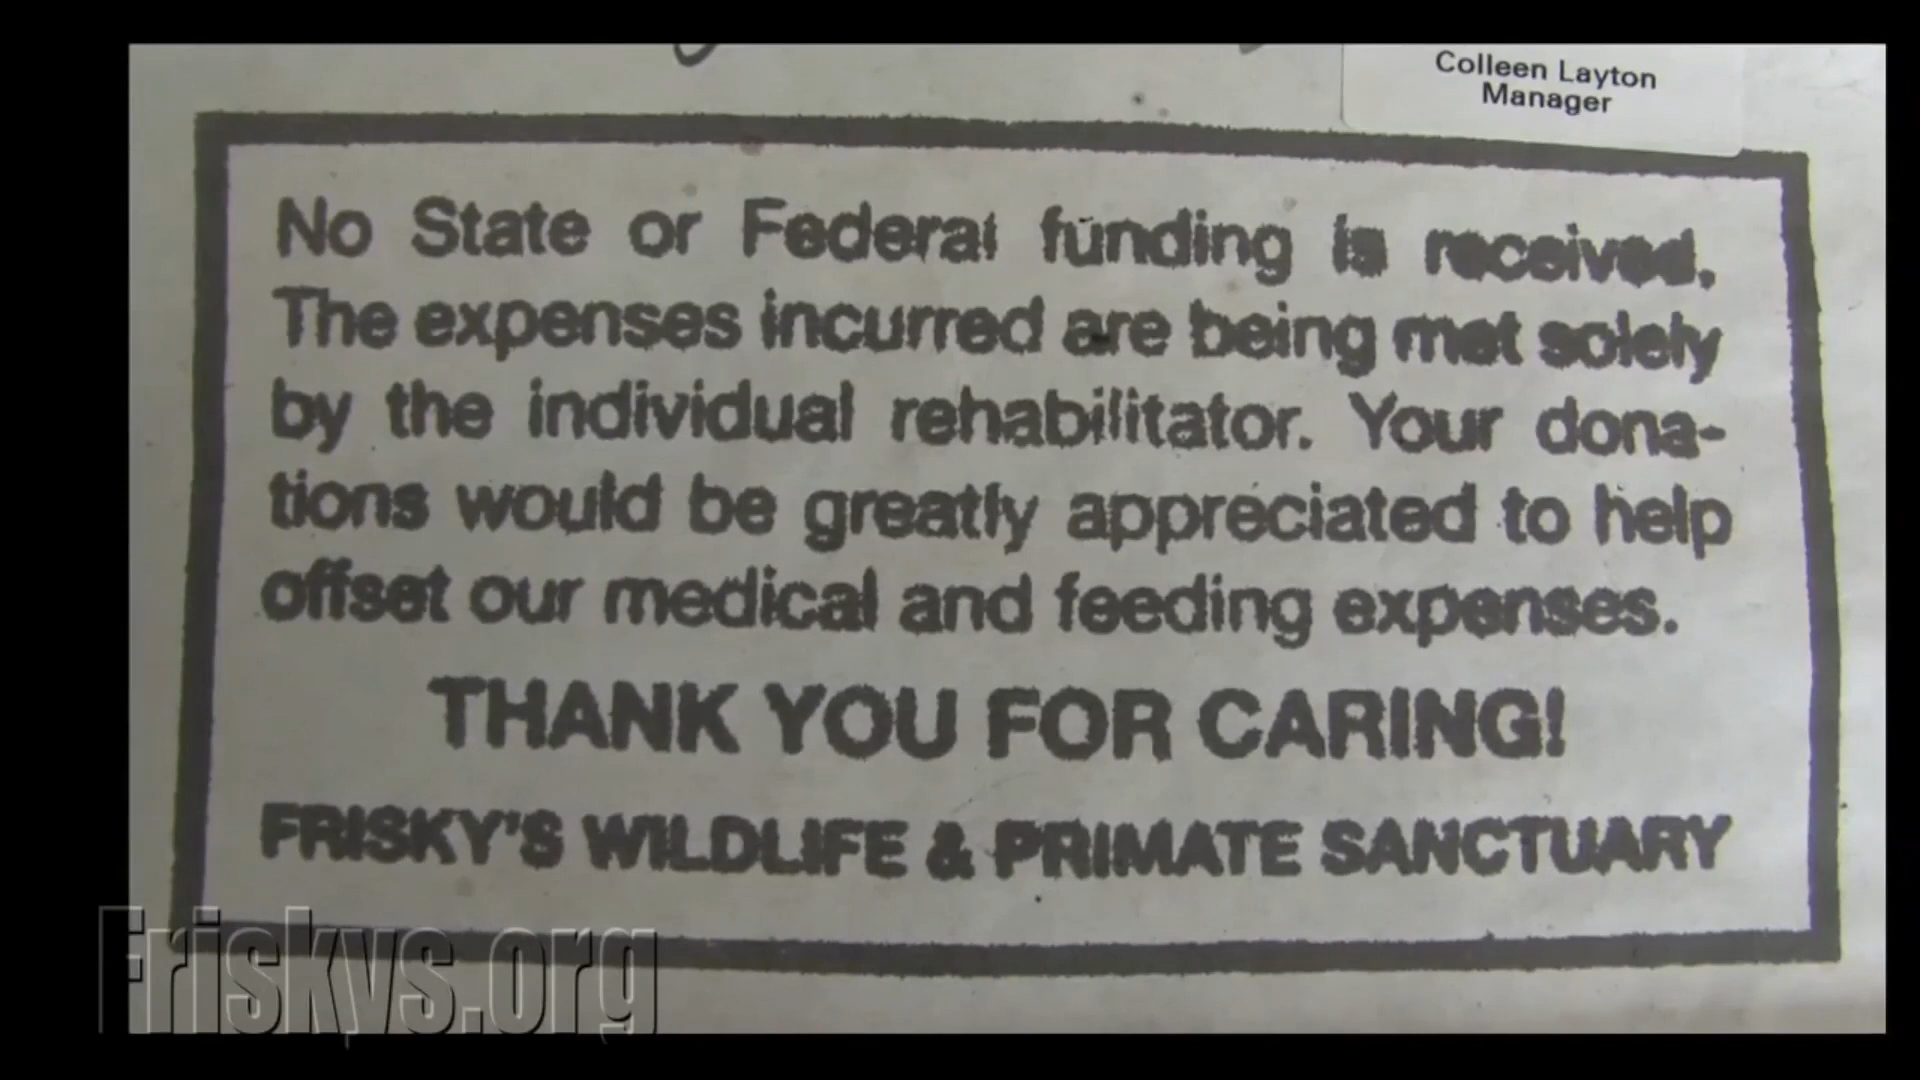 Colleen Layton
Manager
No State or Federal funding is received.
The expenses incurred are being met solely
by the individual rehabilitator. Your dona-
tions would be greatly appreciated to help
offset our medical and feeding expenses.
THANK YOU FOR CARING!
FRISKY'S WILDLIFE & PRIMATE SANCTUARY
Friskys.org